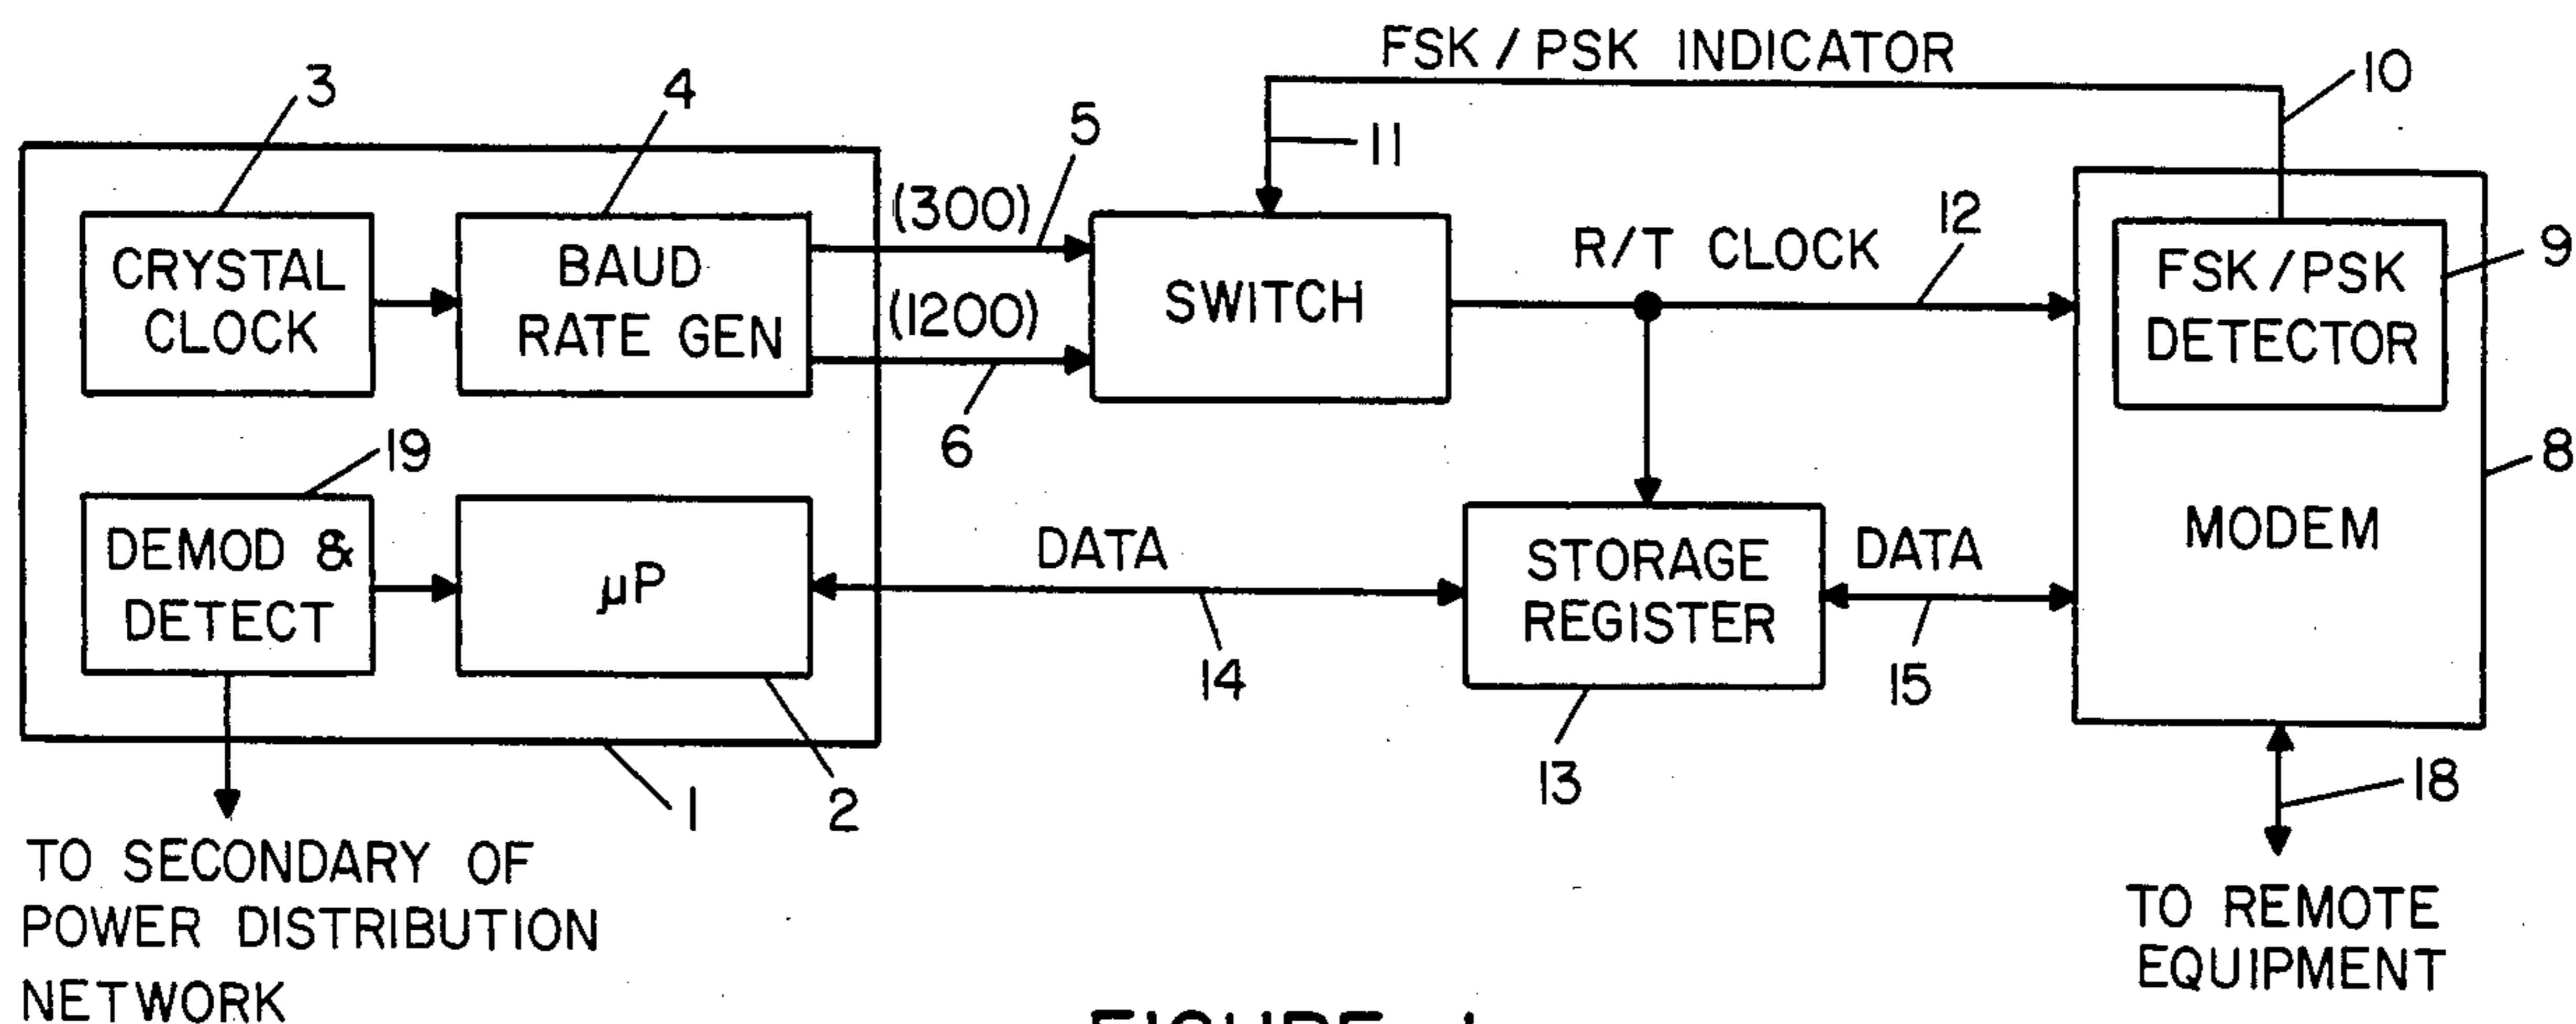 FSK / PSK INDICATOR
10
3
4
5
11
(300)
12
CRYSTAL
CLOCK
BAUD
RATE GEN
SWITCH
R/T CLOCK
FSK / PSK
DETECTOR
9
(1200)
6
8
19
DEMOD &
DETECT
µP
DATA
STORAGE
REGISTER
DATA
MODEM
14
15
13
18
1
2
TO SECONDARY OF
POWER DISTRIBUTION
NETWORK
TO REMOTE
EQUIPMENT